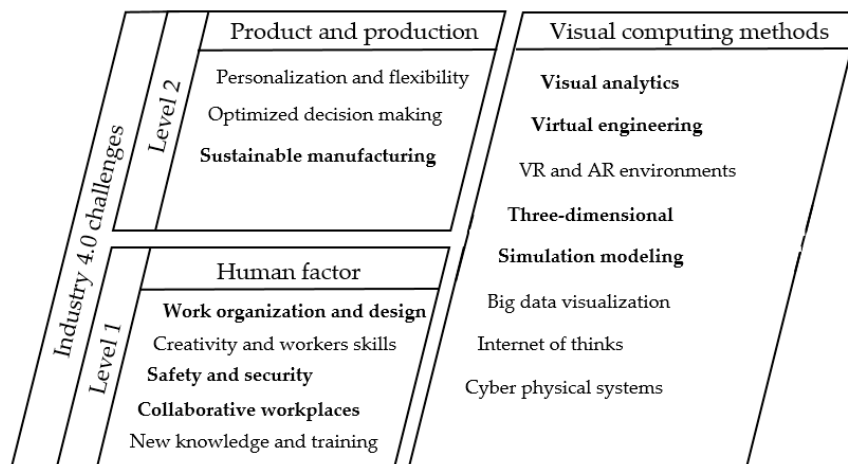 Industry 4.0 challenges
Level 2
Product and production
Personalization and flexibility
Optimized decision making
Sustainable manufacturing
Level 1
Human factor
Work organization and design
Creativity and workers skills
Safety and security
Collaborative workplaces
New knowledge and training
Visual computing methods
Visual analytics
Virtual engineering
VR and AR environments
Three-dimensional
Simulation modeling
Big data visualization
Internet of thinks
Cyber physical systems